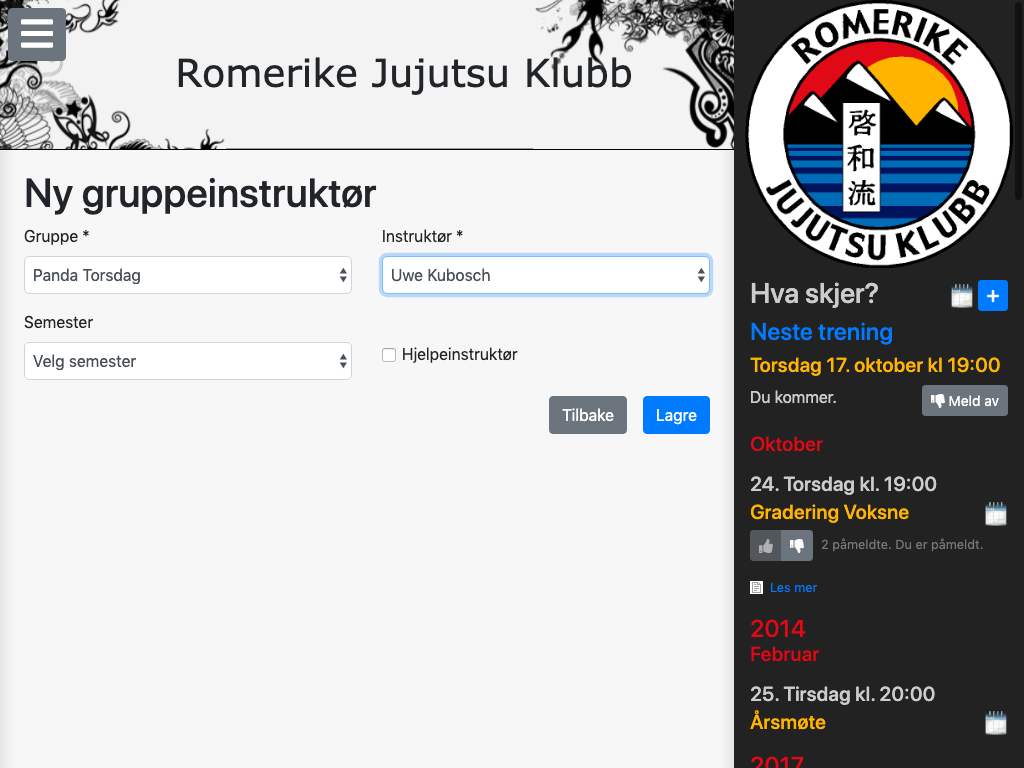 Romerike Jujutsu Klubb
Ny gruppeinstruktør
Gruppe *
Instruktør *
Panda Torsdag
Uwe Kubosch
Semester
Velg semester
Hjelpeinstruktør
Tilbake
Lagre
ROMERIKE
啓和流
JUJUTSU KLUBB
Hva skjer?
+
Neste trening
Torsdag 17. oktober kl 19:00
Du kommer.
Meld av
Oktober
24. Torsdag kl. 19:00
Gradering Voksne
2 påmeldte. Du er påmeldt.
Les mer
2014
Februar
25. Tirsdag kl. 20:00
Årsmøte
2017